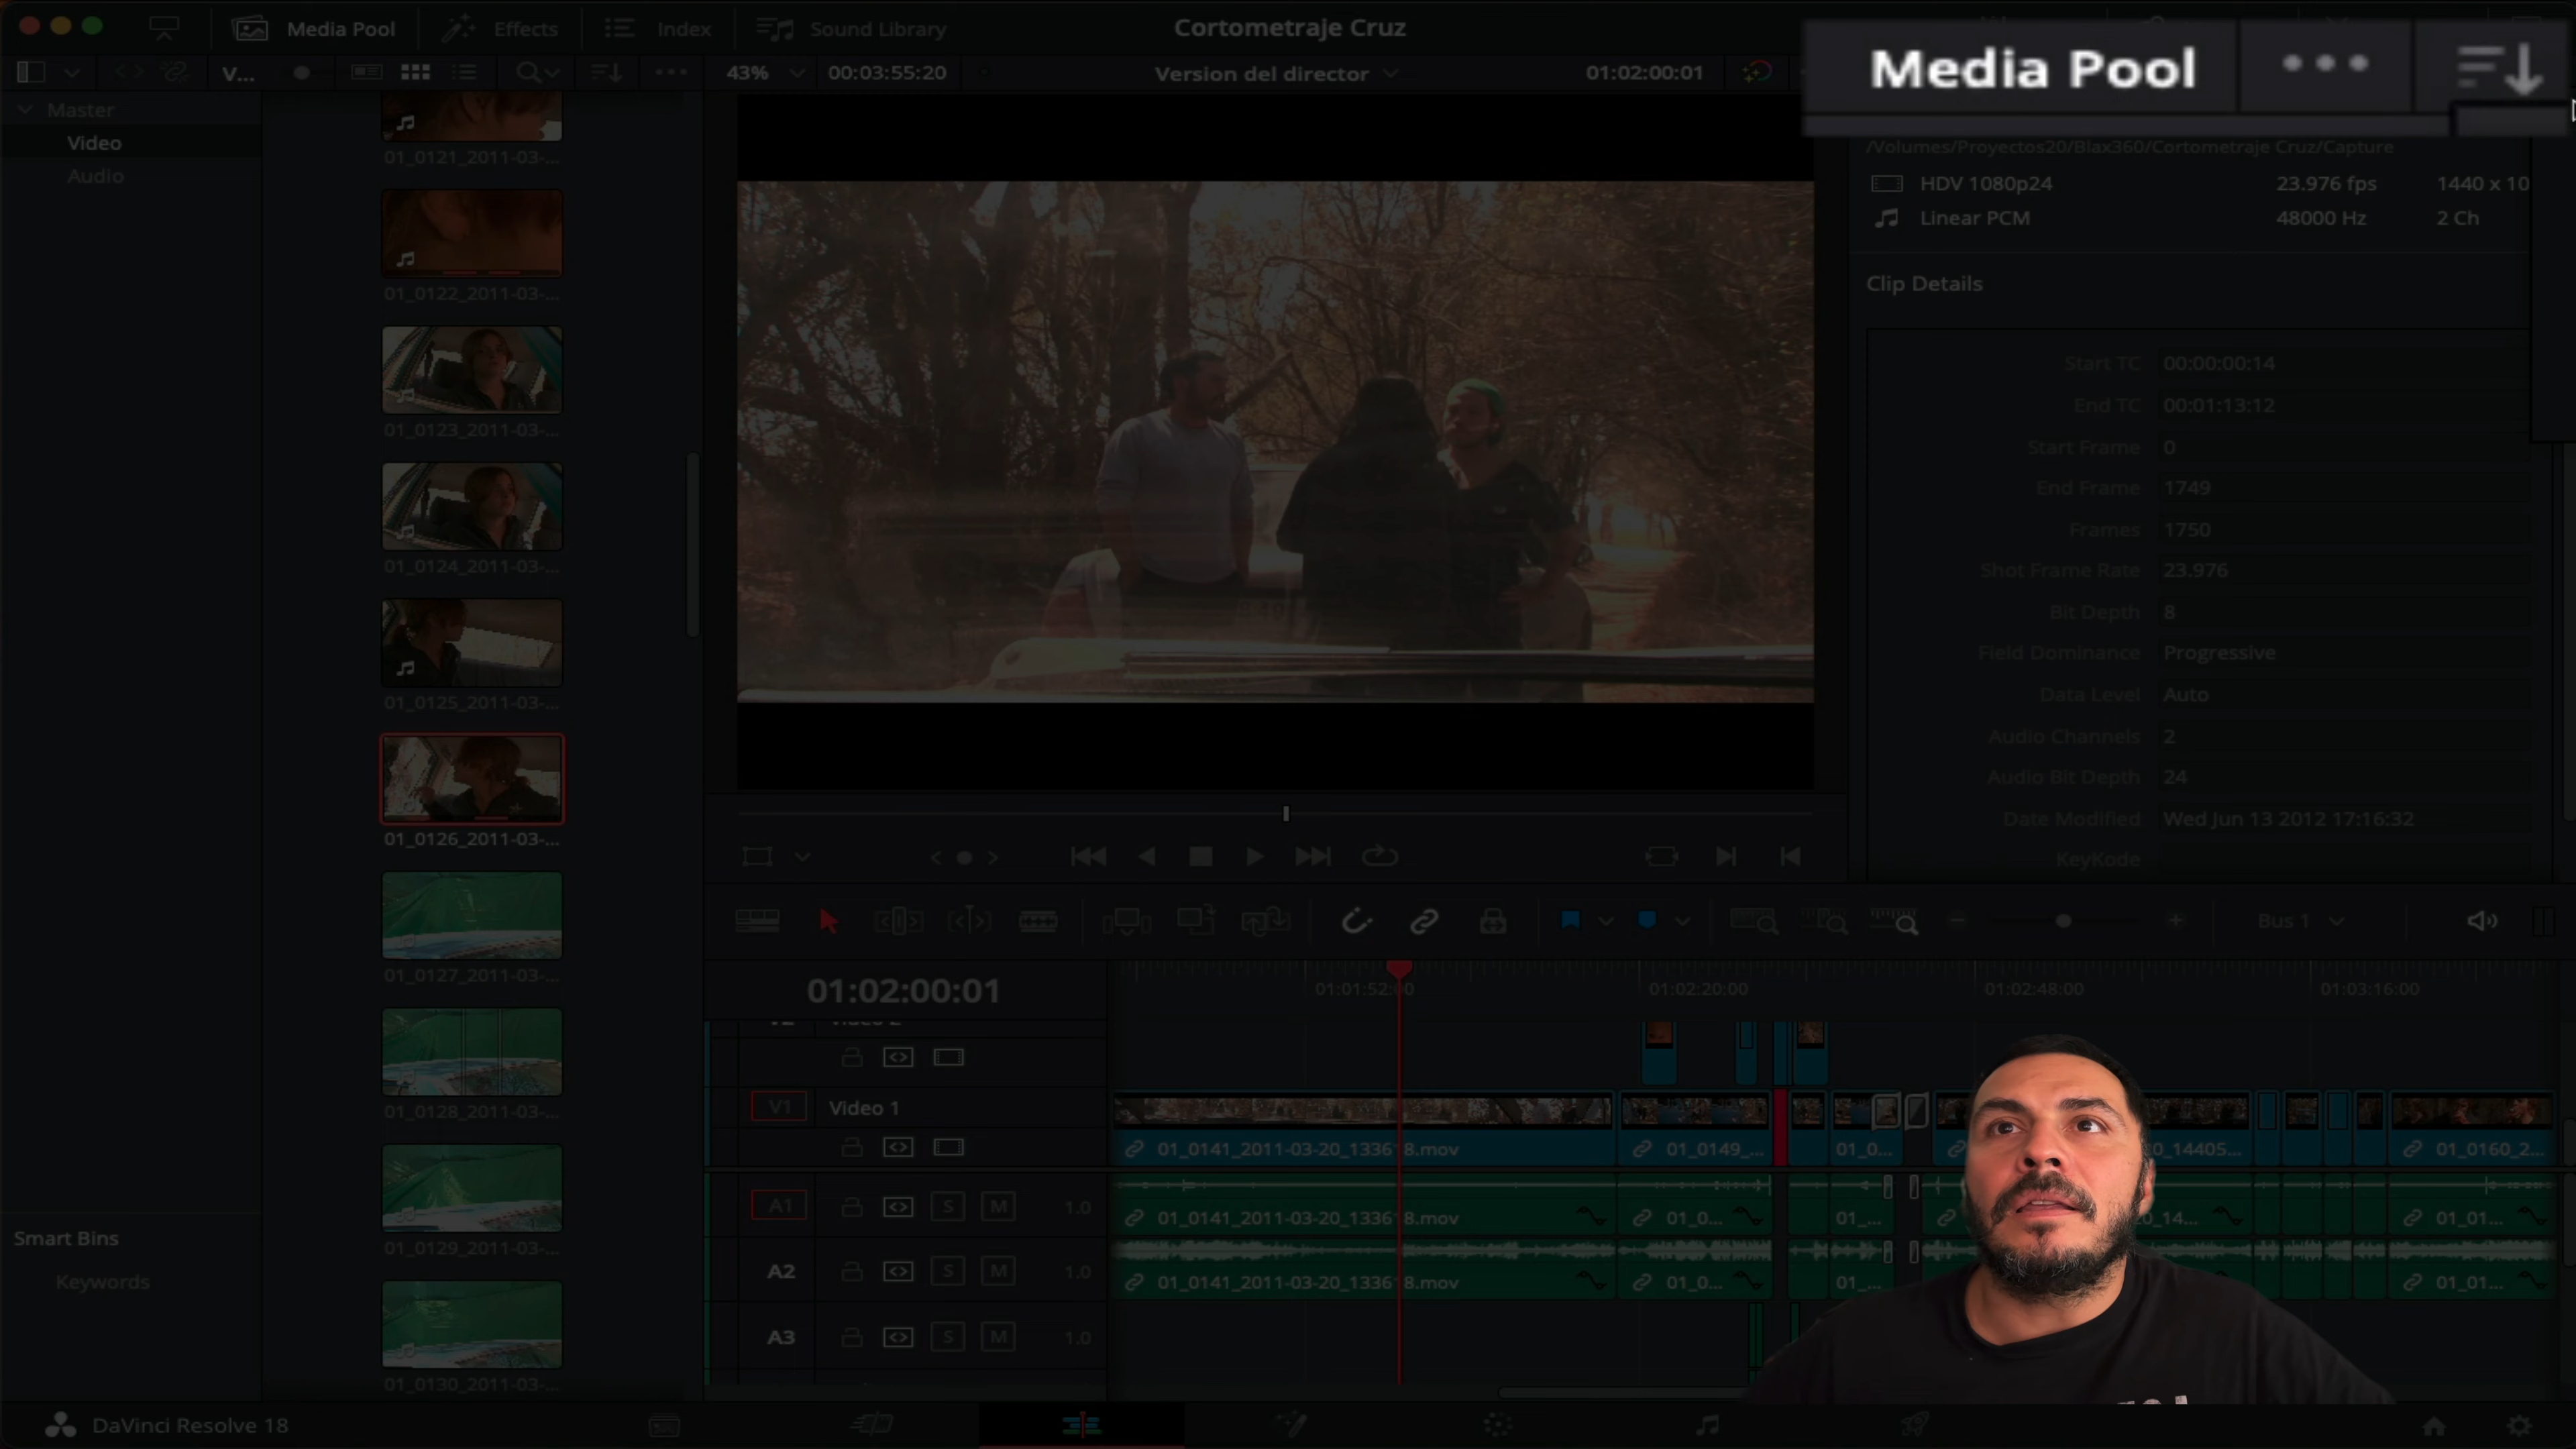 Media Pool
Effects
Index
Sound Library
Cortometraje Cruz
Media Pool
V...
43%
00:03:55:20
Version del director
01:02:00:01
Master
Video
Audio
01_0121_2011-03-...
01_0122_2011-03-...
01_0123_2011-03-...
01_0124_2011-03-...
01_0125_2011-03-...
01_0126_2011-03-...
01_0127_2011-03-...
01_0128_2011-03-...
01_0129_2011-03-...
01_0130_2011-03-...
Smart Bins
Keywords
/Volumes/Proyectos20/Blax360/Cortometraje Cruz/Capture
HDV 1080p24 23.976 fps 1440 x 10
Linear PCM 48000 Hz 2 Ch
Clip Details
Start TC 00:00:00:14
End TC 00:01:13:12
Start Frame 0
End Frame 1749
Frames 1750
Shot Frame Rate 23.976
Bit Depth 8
Field Dominance Progressive
Data Level Auto
Audio Channels 2
Audio Bit Depth 24
Date Modified Wed Jun 13 2012 17:16:32
KeyKode
Bus 1
01:02:00:01
01:01:52:00
01:02:20:00
01:02:48:00
01:03:16:00
V2 Video 2
V1 Video 1
01_0141_2011-03-20_133618.mov
01_0149_...
01_0...
0_14405...
01_0160_2...
A1 S M 1.0
01_0141_2011-03-20_133618.mov
01_0...
01_...
0_14...
01_01...
A2 S M 1.0
01_0141_2011-03-20_133618.mov
01_0...
01_...
01_01...
A3 S M 1.0
DaVinci Resolve 18